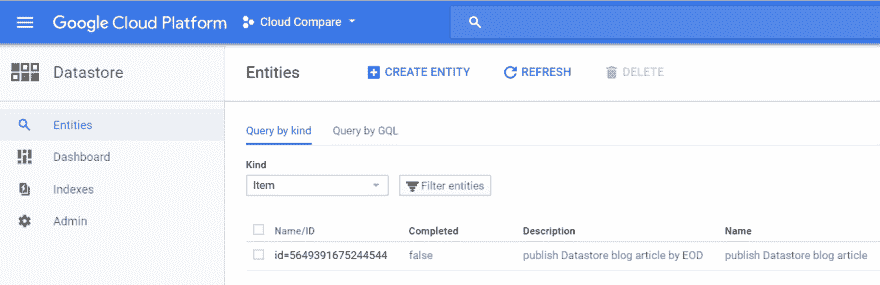 Google Cloud Platform Cloud Compare
Datastore Entities CREATE ENTITY REFRESH DELETE
Entities
Dashboard
Indexes
Admin
Query by kind Query by GQL
Kind
Item Filter entities
Name/ID Completed Description Name
id=5649391675244544 false publish Datastore blog article by EOD publish Datastore blog article